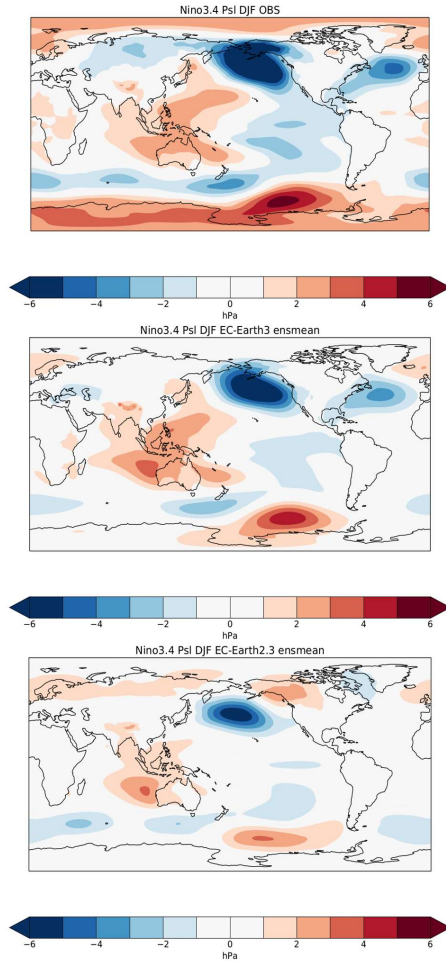 Nino3.4 Psl DJF OBS
−6 −4 −2 0 2 4 6
hPa
Nino3.4 Psl DJF EC-Earth3 ensmean
−6 −4 −2 0 2 4 6
hPa
Nino3.4 Psl DJF EC-Earth2.3 ensmean
−6 −4 −2 0 2 4 6
hPa